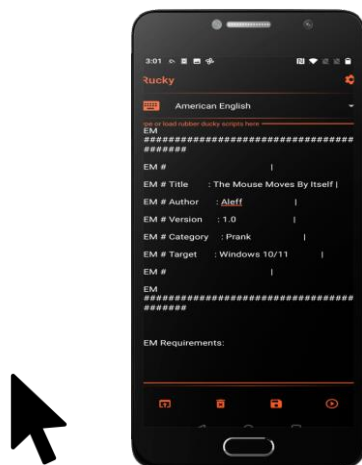 3:01
Rucky
American English
pe or load rubber ducky scripts here
EM
##################################
#######
EM # |
EM # Title : The Mouse Moves By Itself |
EM # Author : Aleff |
EM # Version : 1.0 |
EM # Category : Prank |
EM # Target : Windows 10/11 |
EM # |
EM
##################################
#######
EM Requirements: